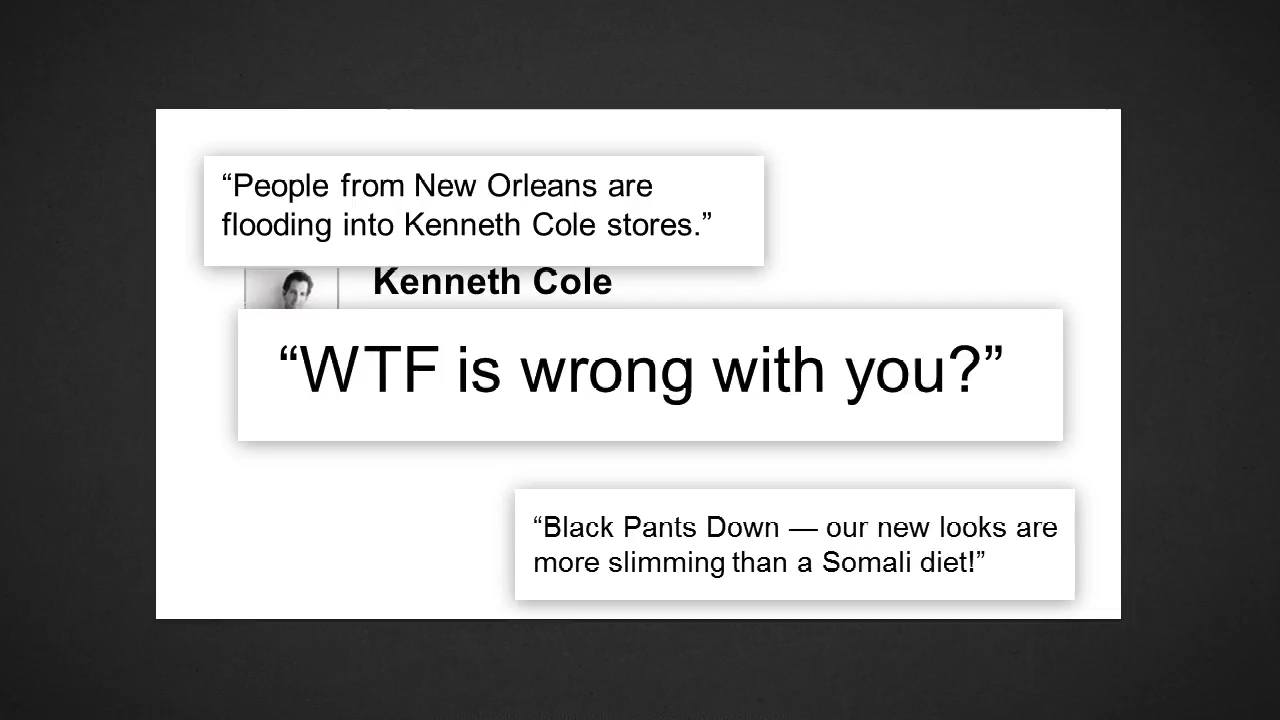 “People from New Orleans are
flooding into Kenneth Cole stores.”
Kenneth Cole
“WTF is wrong with you?”
“Black Pants Down — our new looks are
more slimming than a Somali diet!”